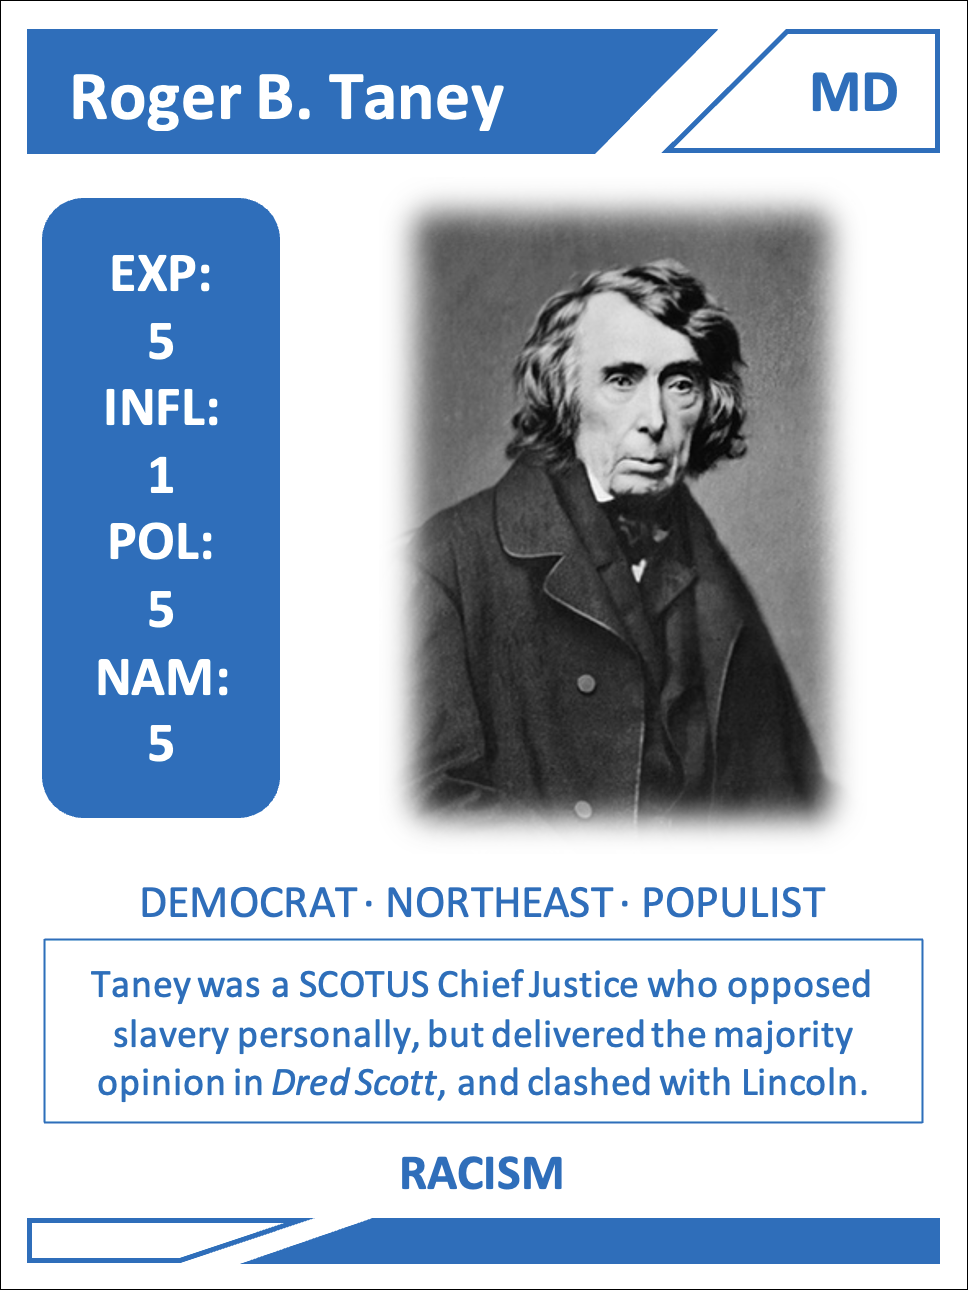 Roger B. Taney
MD
EXP:
5
INFL:
1
POL:
5
NAM:
5
DEMOCRAT · NORTHEAST · POPULIST
Taney was a SCOTUS Chief Justice who opposed
slavery personally, but delivered the majority
opinion in Dred Scott, and clashed with Lincoln.
RACISM